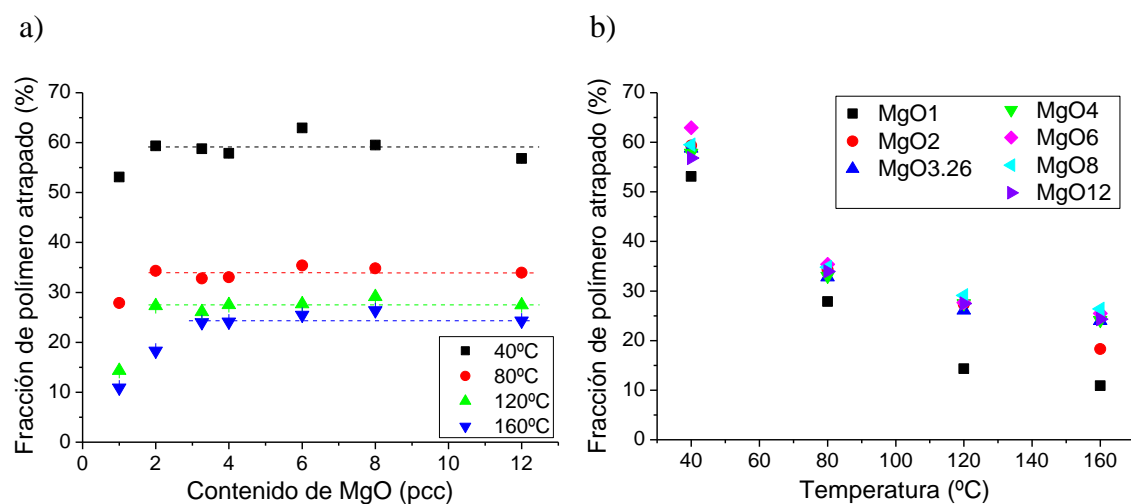 a)
Fracción de polímero atrapado (%)
70
60
50
40
30
20
10
0
40ºC
80ºC
120ºC
160ºC
0 2 4 6 8 10 12
Contenido de MgO (pcc)
b)
Fracción de polímero atrapado (%)
70
60
50
40
30
20
10
0
MgO1
MgO2
MgO3.26
MgO4
MgO6
MgO8
MgO12
40 60 80 100 120 140 160
Temperatura (ºC)